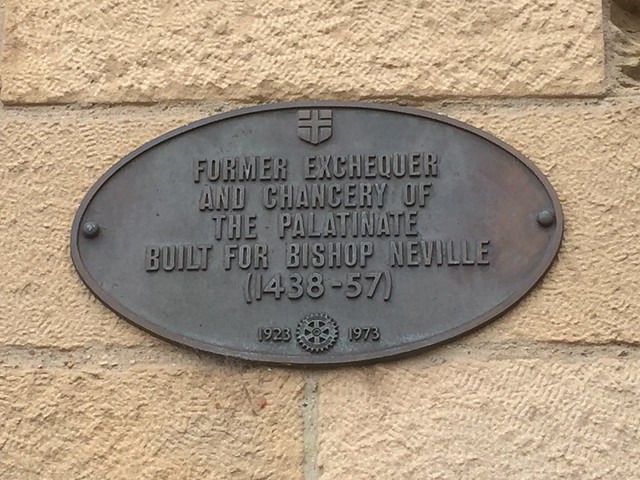 FORMER EXCHEQUER
AND CHANCERY OF
THE PALATINATE
BUILT FOR BISHOP NEVILLE
(1438-57)
1923 1973